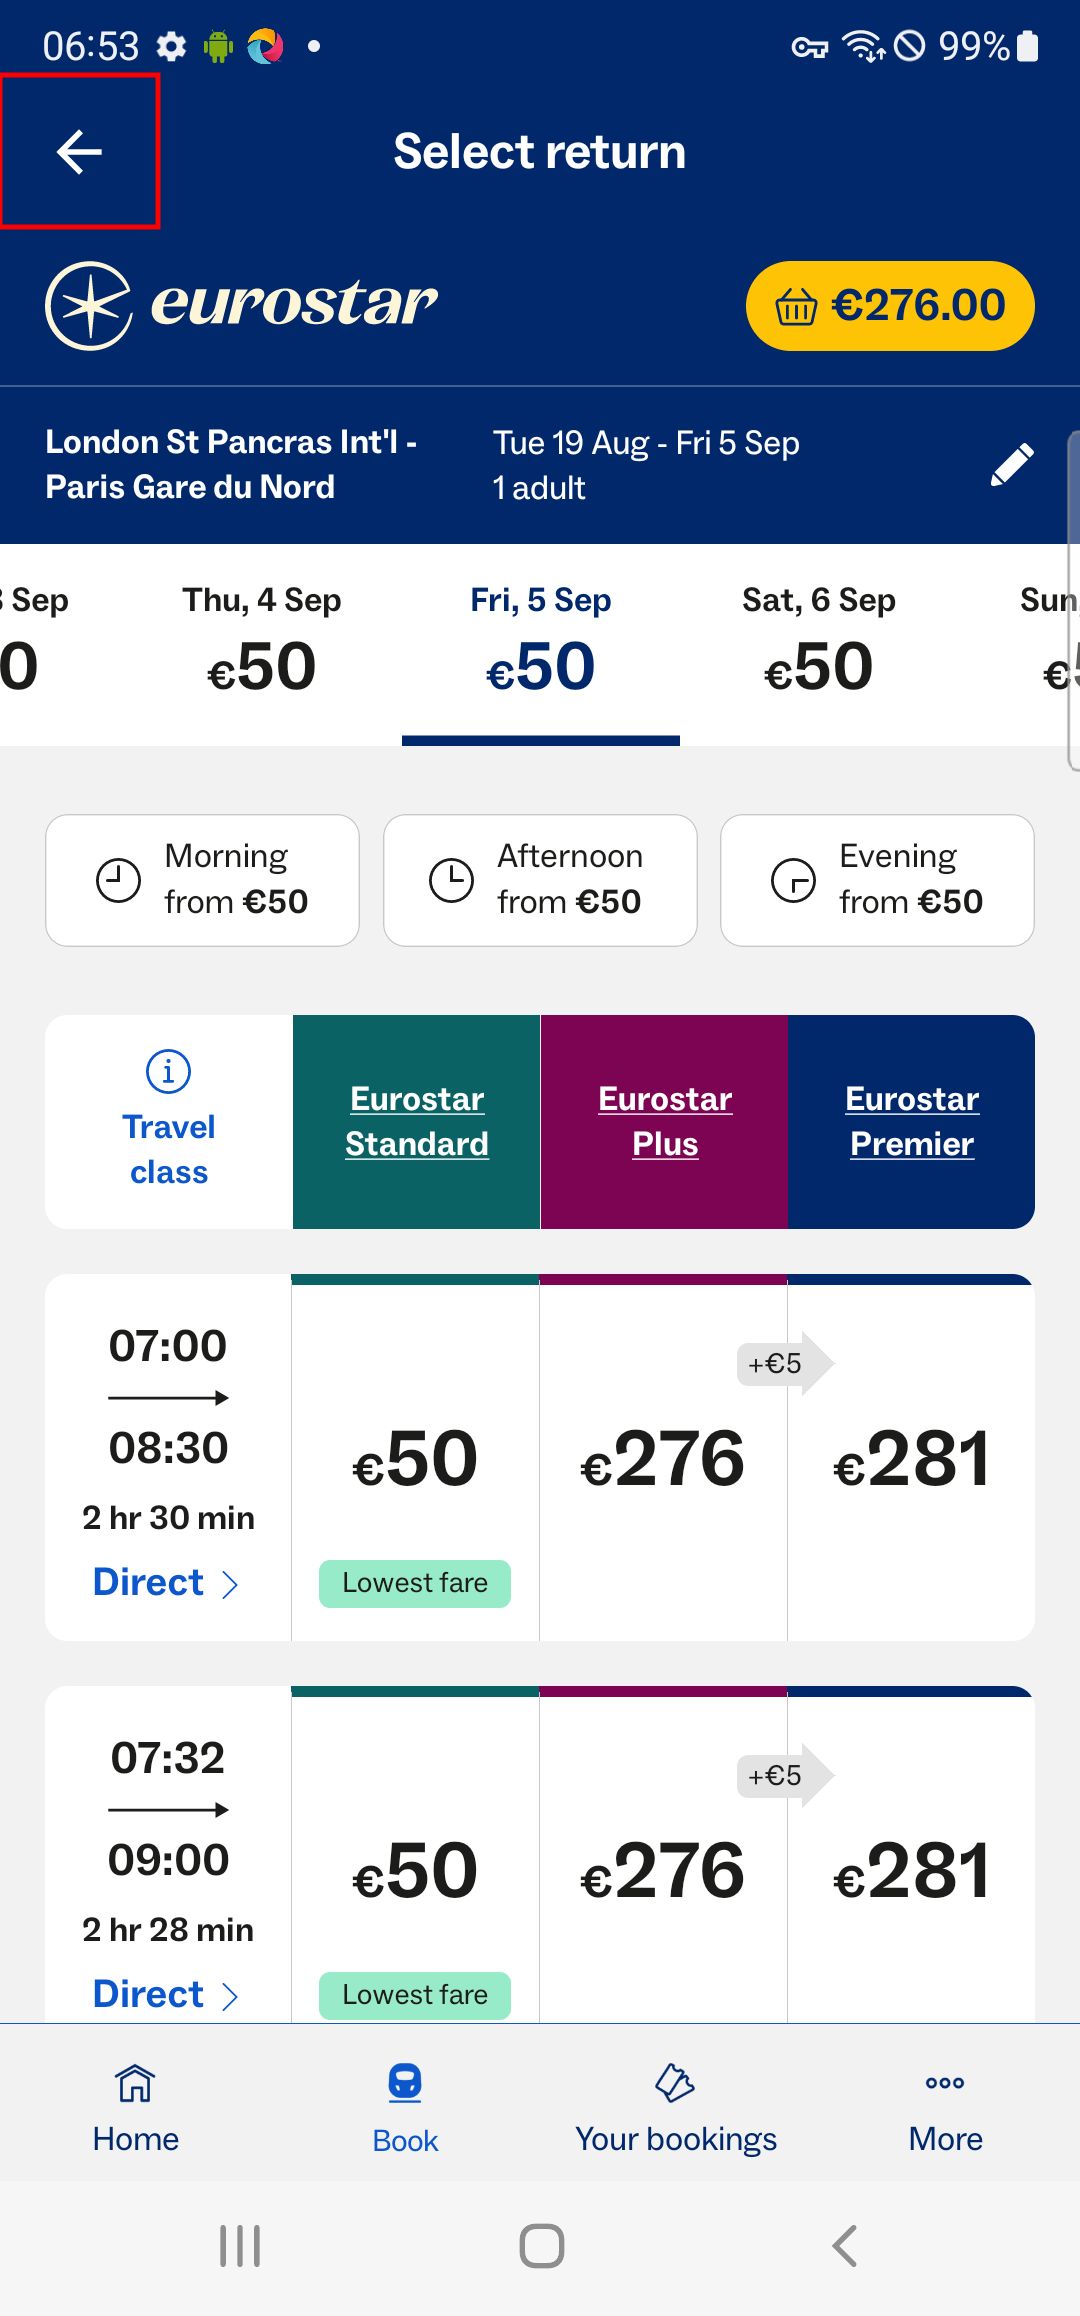 06:53
99%
Select return
eurostar
€276.00
London St Pancras Int'l -
Paris Gare du Nord
Tue 19 Aug - Fri 5 Sep
1 adult
Sep
0
Thu, 4 Sep
€50
Fri, 5 Sep
€50
Sat, 6 Sep
€50
Sun,
€
Morning
from €50
Afternoon
from €50
Evening
from €50
Travel
class
Eurostar
Standard
Eurostar
Plus
Eurostar
Premier
07:00
08:30
2 hr 30 min
Direct
€50
Lowest fare
€276
+€5
€281
07:32
09:00
2 hr 28 min
Direct
€50
Lowest fare
€276
+€5
€281
Home
Book
Your bookings
More